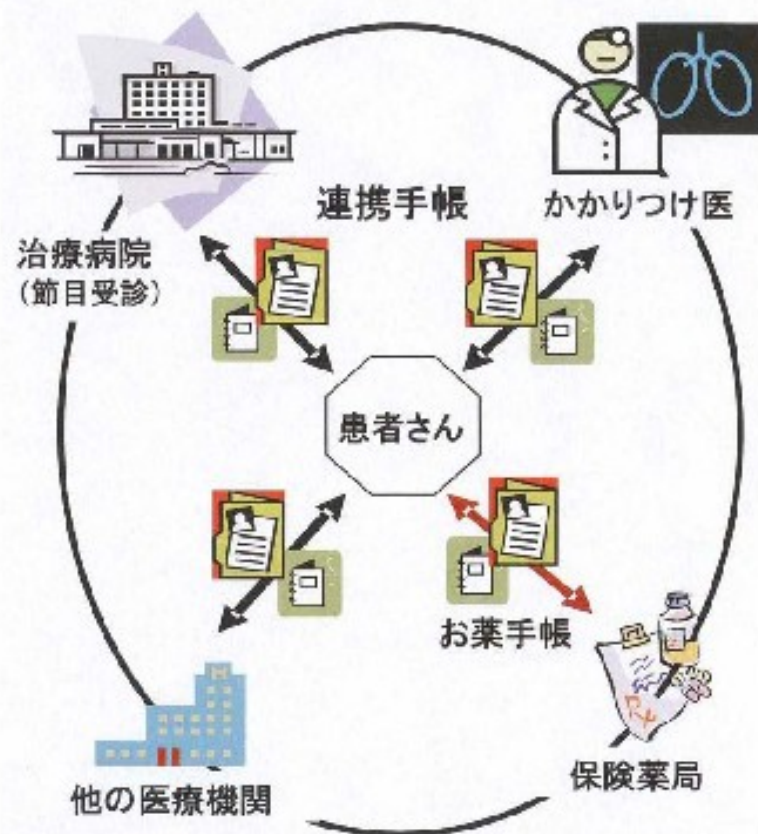 連携手帳
かかりつけ医
治療病院
（節目受診）
患者さん
お薬手帳
保険薬局
他の医療機関